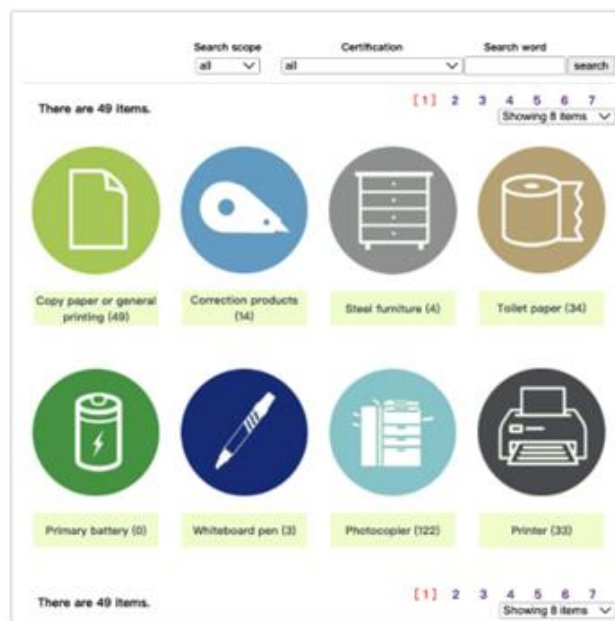 Search scope Certification Search word
all all search
There are 49 items.
[1] 2 3 4 5 6 7
Showing 8 items
Copy paper or general
printing (49)
Correction products
(14)
Steel furniture (4)
Toilet paper (34)
Primary battery (0)
Whiteboard pen (3)
Photocopier (122)
Printer (33)
There are 49 items.
[1] 2 3 4 5 6 7
Showing 8 items